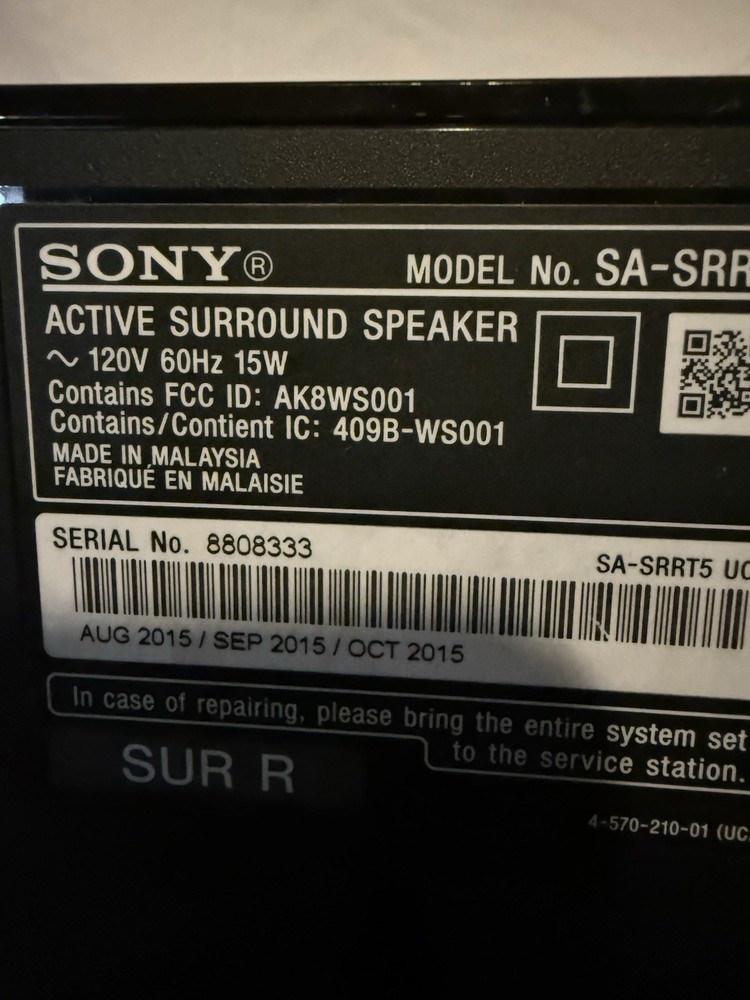 SONY®
MODEL No. SA-SRR
ACTIVE SURROUND SPEAKER
~ 120V 60Hz 15W
Contains FCC ID: AK8WS001
Contains/Contient IC: 409B-WS001
MADE IN MALAYSIA
FABRIQUÉ EN MALAISIE
SERIAL No. 8808333
SA-SRRT5 UC
AUG 2015 / SEP 2015 / OCT 2015
In case of repairing, please bring the entire system set
to the service station.
SUR R
4-570-210-01 (UC